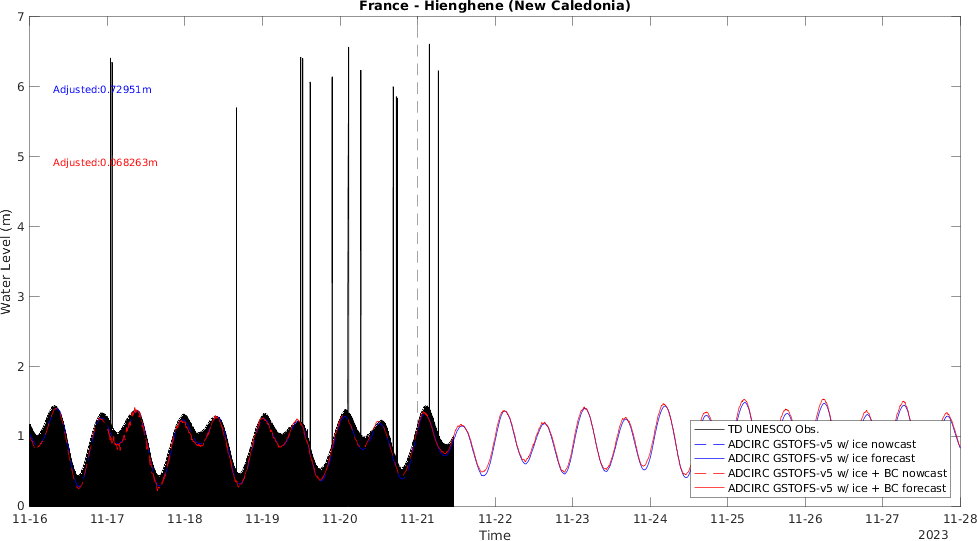 France - Hienghene (New Caledonia)
7
6
5
4
3
2
1
0
Water Level (m)
Adjusted:0.72951m
Adjusted:0.068263m
TD UNESCO Obs.
ADCIRC GSTOFS-v5 w/ ice nowcast
ADCIRC GSTOFS-v5 w/ ice forecast
ADCIRC GSTOFS-v5 w/ ice + BC nowcast
ADCIRC GSTOFS-v5 w/ ice + BC forecast
11-16 11-17 11-18 11-19 11-20 11-21 11-22 11-23 11-24 11-25 11-26 11-27 11-28
Time
2023